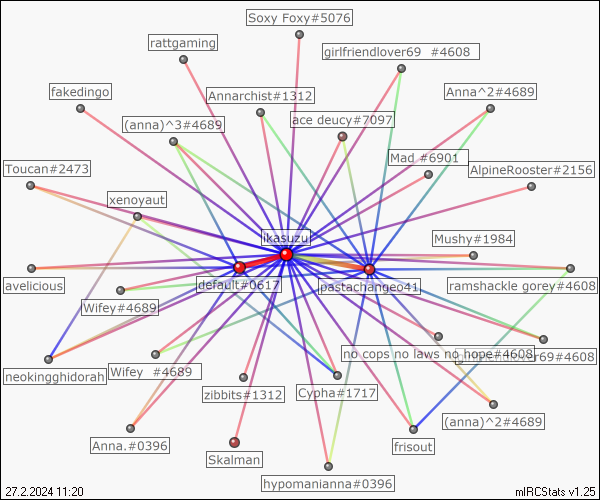 Soxy Foxy#5076
rattgaming
girlfriendlover69 #4608
fakedingo
Annarchist#1312
Anna^2#4689
(anna)^3#4689
ace deucy#7097
Toucan#2473
Mad #6901
AlpineRooster#2156
xenoyaut
ikasuzu
Mushy#1984
avelicious
default#0617
pastachangeo41
ramshackle gorey#4608
Wifey#4689
no cops no laws no hope#4608
69#4608
neokingghidorah
Wifey #4689
zibbits#1312
Cypha#1717
(anna)^2#4689
Anna.#0396
Skalman
frisout
hypomanianna#0396
27.2.2024 11:20
mIRCStats v1.25